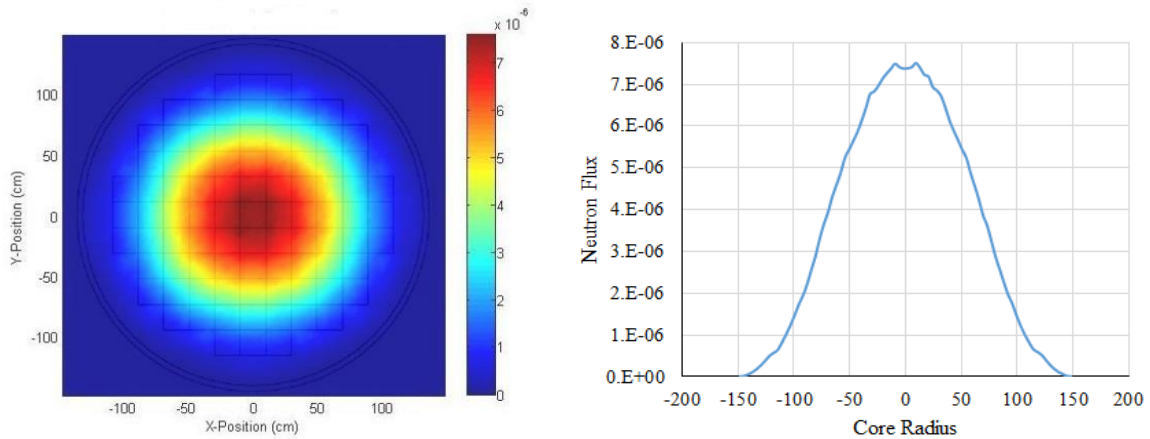 x 10⁻⁶
7
6
5
4
3
2
1
0
100
50
0
-50
-100
Y-Position (cm)
-100 -50 0 50 100
X-Position (cm)
8.E-06
7.E-06
6.E-06
5.E-06
4.E-06
3.E-06
2.E-06
1.E-06
0.E+00
Neutron Flux
-200 -150 -100 -50 0 50 100 150 200
Core Radius